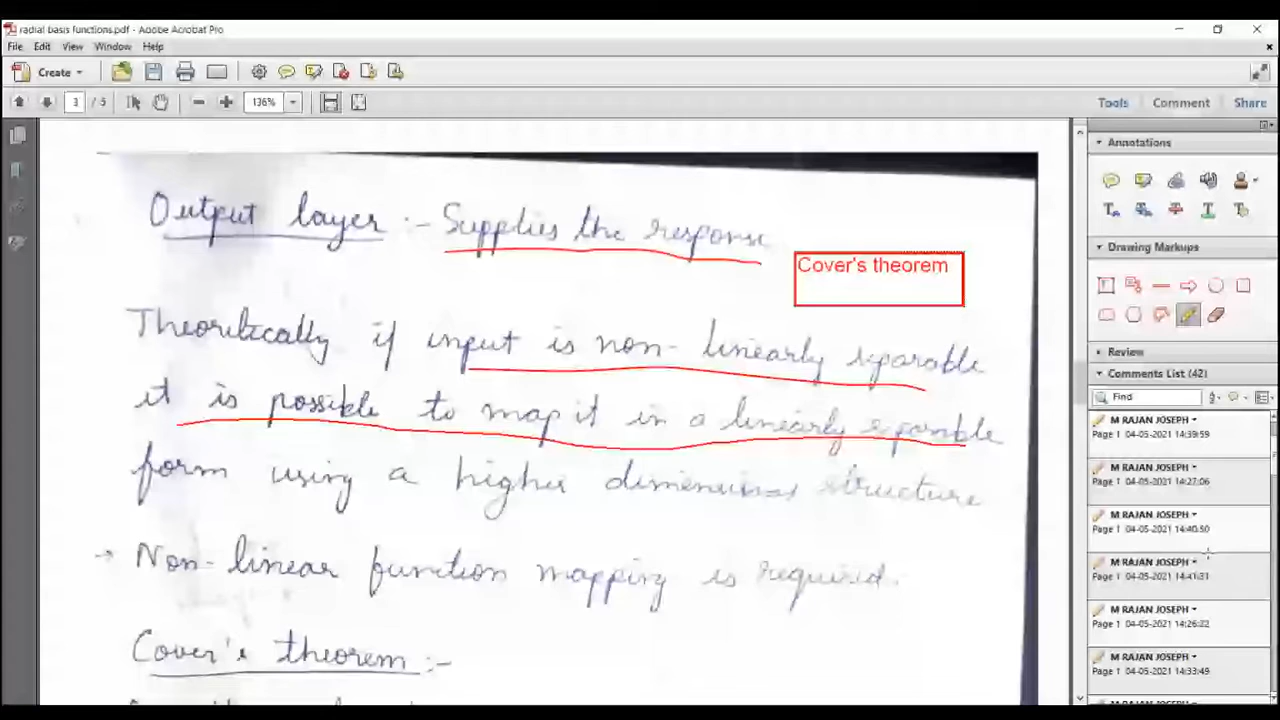 radial basis functions.pdf - Adobe Acrobat Pro
File Edit View Window Help
Create
3 / 5 136% Tools Comment Share
Annotations
Output layer :- Supplies the response
Cover's theorem
Theoritically if input is non-linearly separable
it is possible to map it in a linearly separable
form using a higher dimensional structure
→ Non-linear function mapping is required.
Cover's theorem :-
Drawing Markups
Review
Comments List (42)
Find
M RAJAN JOSEPH
Page 1 04-05-2021 14:39:59
M RAJAN JOSEPH
Page 1 04-05-2021 14:27:06
M RAJAN JOSEPH
Page 1 04-05-2021 14:40:50
M RAJAN JOSEPH
Page 1 04-05-2021 14:41:31
M RAJAN JOSEPH
Page 1 04-05-2021 14:26:22
M RAJAN JOSEPH
Page 1 04-05-2021 14:33:49